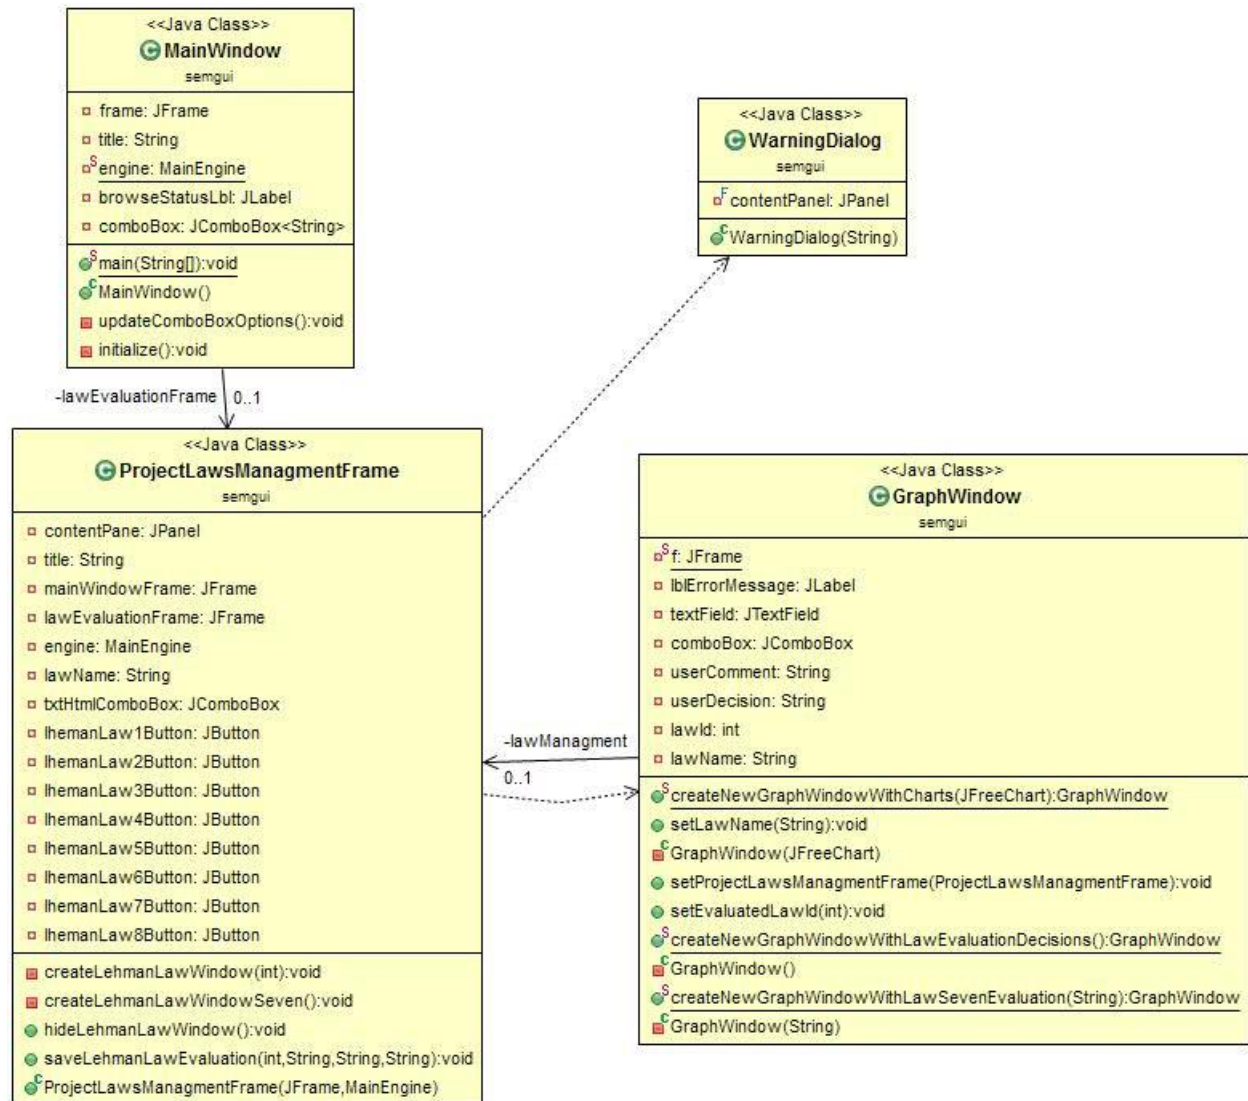 <<Java Class>>
MainWindow
semgui
frame: JFrame
title: String
engine: MainEngine
browseStatusLbl: JLabel
comboBox: JComboBox<String>
main(String[]):void
MainWindow()
updateComboBoxOptions():void
initialize():void
-lawEvaluationFrame 0..1
<<Java Class>>
WarningDialog
semgui
contentPanel: JPanel
WarningDialog(String)
<<Java Class>>
ProjectLawsManagmentFrame
semgui
contentPane: JPanel
title: String
mainWindowFrame: JFrame
lawEvaluationFrame: JFrame
engine: MainEngine
lawName: String
txtHtmlComboBox: JComboBox
lhemanLaw1Button: JButton
lhemanLaw2Button: JButton
lhemanLaw3Button: JButton
lhemanLaw4Button: JButton
lhemanLaw5Button: JButton
lhemanLaw6Button: JButton
lhemanLaw7Button: JButton
lhemanLaw8Button: JButton
createLehmanLawWindow(int):void
createLehmanLawWindowSeven():void
hideLehmanLawWindow():void
saveLehmanLawEvaluation(int,String,String,String):void
ProjectLawsManagmentFrame(JFrame,MainEngine)
-lawManagment
0..1
<<Java Class>>
GraphWindow
semgui
f: JFrame
lblErrorMessage: JLabel
textField: JTextField
comboBox: JComboBox
userComment: String
userDecision: String
lawId: int
lawName: String
createNewGraphWindowWithCharts(JFreeChart):GraphWindow
setLawName(String):void
GraphWindow(JFreeChart)
setProjectLawsManagmentFrame(ProjectLawsManagmentFrame):void
setEvaluatedLawId(int):void
createNewGraphWindowWithLawEvaluationDecisions():GraphWindow
GraphWindow()
createNewGraphWindowWithLawSevenEvaluation(String):GraphWindow
GraphWindow(String)